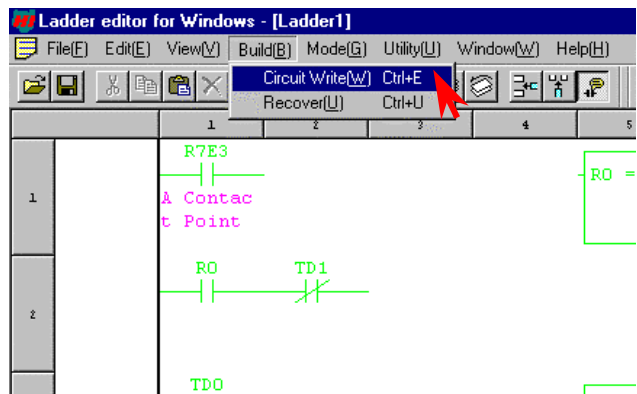 Ladder editor for Windows - [Ladder1]
File(F) Edit(E) View(V) Build(B) Mode(G) Utility(U) Window(W) Help(H)
Circuit Write(W) Ctrl+E
Recover(U) Ctrl+U
1 2 3 4 5
R7E3
R0 =
1
A Contac
t Point
R0 TD1
2
TD0